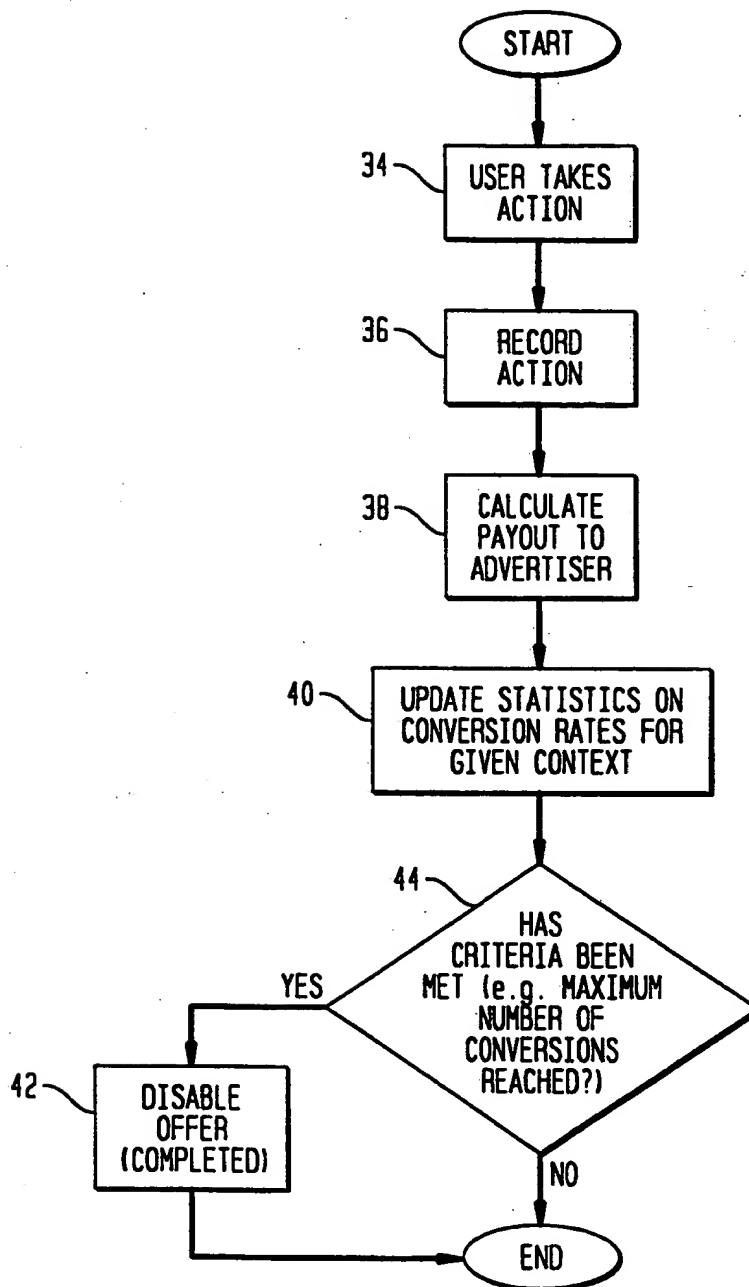 START
34
USER TAKES
ACTION
36
RECORD
ACTION
38
CALCULATE
PAYOUT TO
ADVERTISER
40
UPDATE STATISTICS ON
CONVERSION RATES FOR
GIVEN CONTEXT
44
HAS
CRITERIA BEEN
MET (e.g. MAXIMUM
NUMBER OF
CONVERSIONS
REACHED?)
YES
42
DISABLE
OFFER
(COMPLETED)
NO
END